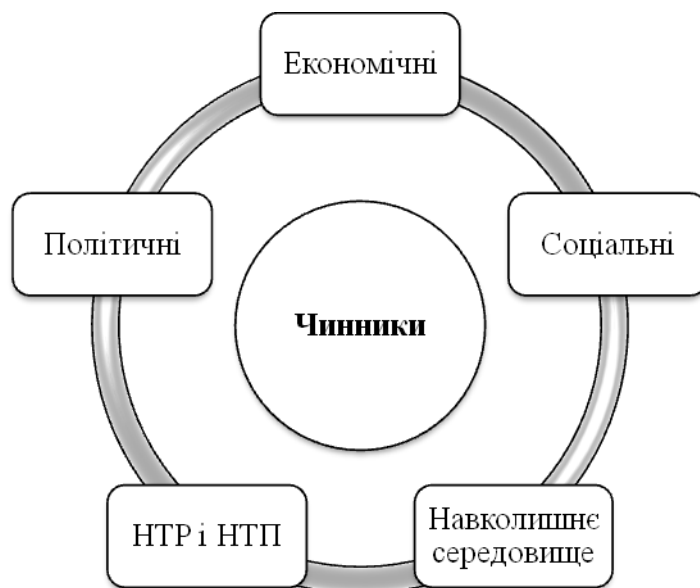 Економічні
Політичні
Соціальні
Чинники
НТР і НТП
Навколишнє
середовище